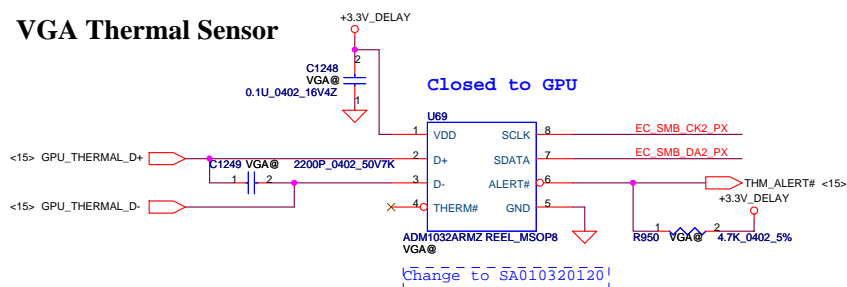 VGA Thermal Sensor
+3.3V_DELAY
2
C1248
VGA@
0.1U_0402_16V4Z
1
Closed to GPU
U69
1 VDD SCLK 8 EC_SMB_CK2_PX
<15> GPU_THERMAL_D+ 2 D+ SDATA 7 EC_SMB_DA2_PX
C1249 VGA@ 2200P_0402_50V7K
1 2 3 D- ALERT# 6 THM_ALERT# <15>
+3.3V_DELAY
<15> GPU_THERMAL_D- 4 THERM# GND 5
1 2
R950 VGA@ 4.7K_0402_5%
ADM1032ARMZ REEL_MSOP8
VGA@
Change to SA010320120